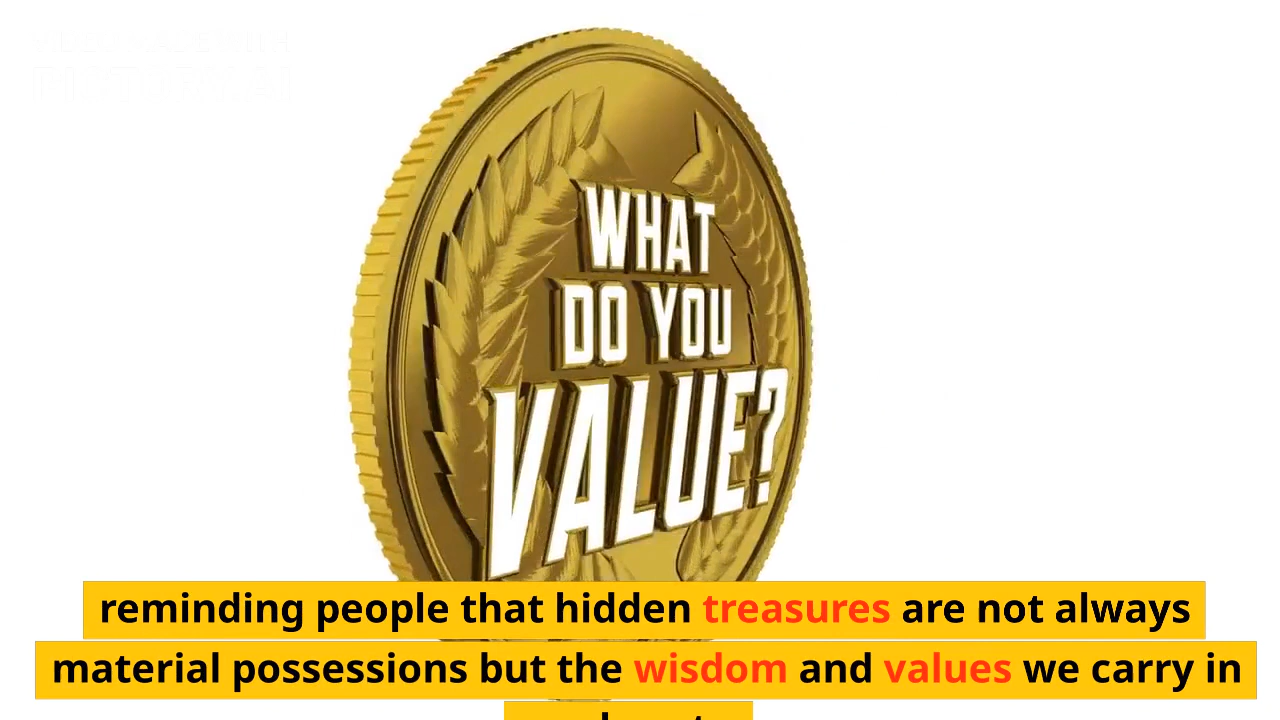 WHAT
DO YOU
VALUE?
reminding people that hidden treasures are not always
material possessions but the wisdom and values we carry in